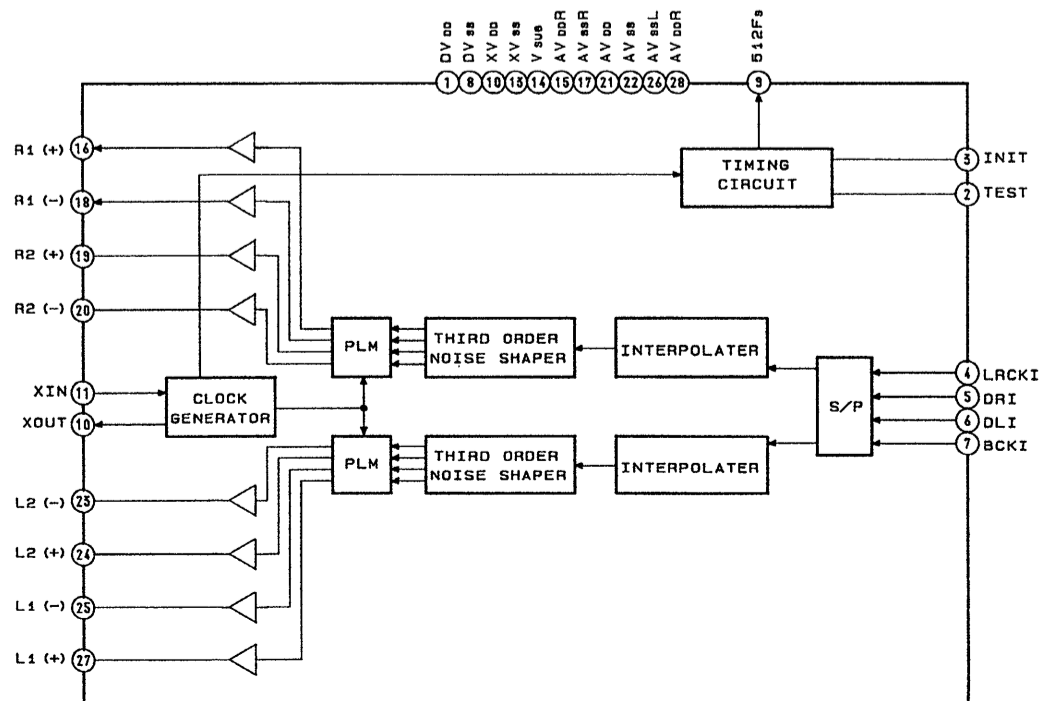 DVDD
DVSS
XVDD
XVSS
VSUB
AVDDR
AVSSR
AVDD
AVSS
AVSSL
AVDDR
512Fs
1
8
10
13
14
15
17
21
22
26
28
9
R1 (+) 16
R1 (-) 18
R2 (+) 19
R2 (-) 20
XIN 11
XOUT 10
L2 (-) 23
L2 (+) 24
L1 (-) 25
L1 (+) 27
TIMING
CIRCUIT
3 INIT
2 TEST
PLM
THIRD ORDER
NOISE SHAPER
INTERPOLATER
CLOCK
GENERATOR
S/P
4 LRCKI
5 DRI
6 DLI
7 BCKI
PLM
THIRD ORDER
NOISE SHAPER
INTERPOLATER